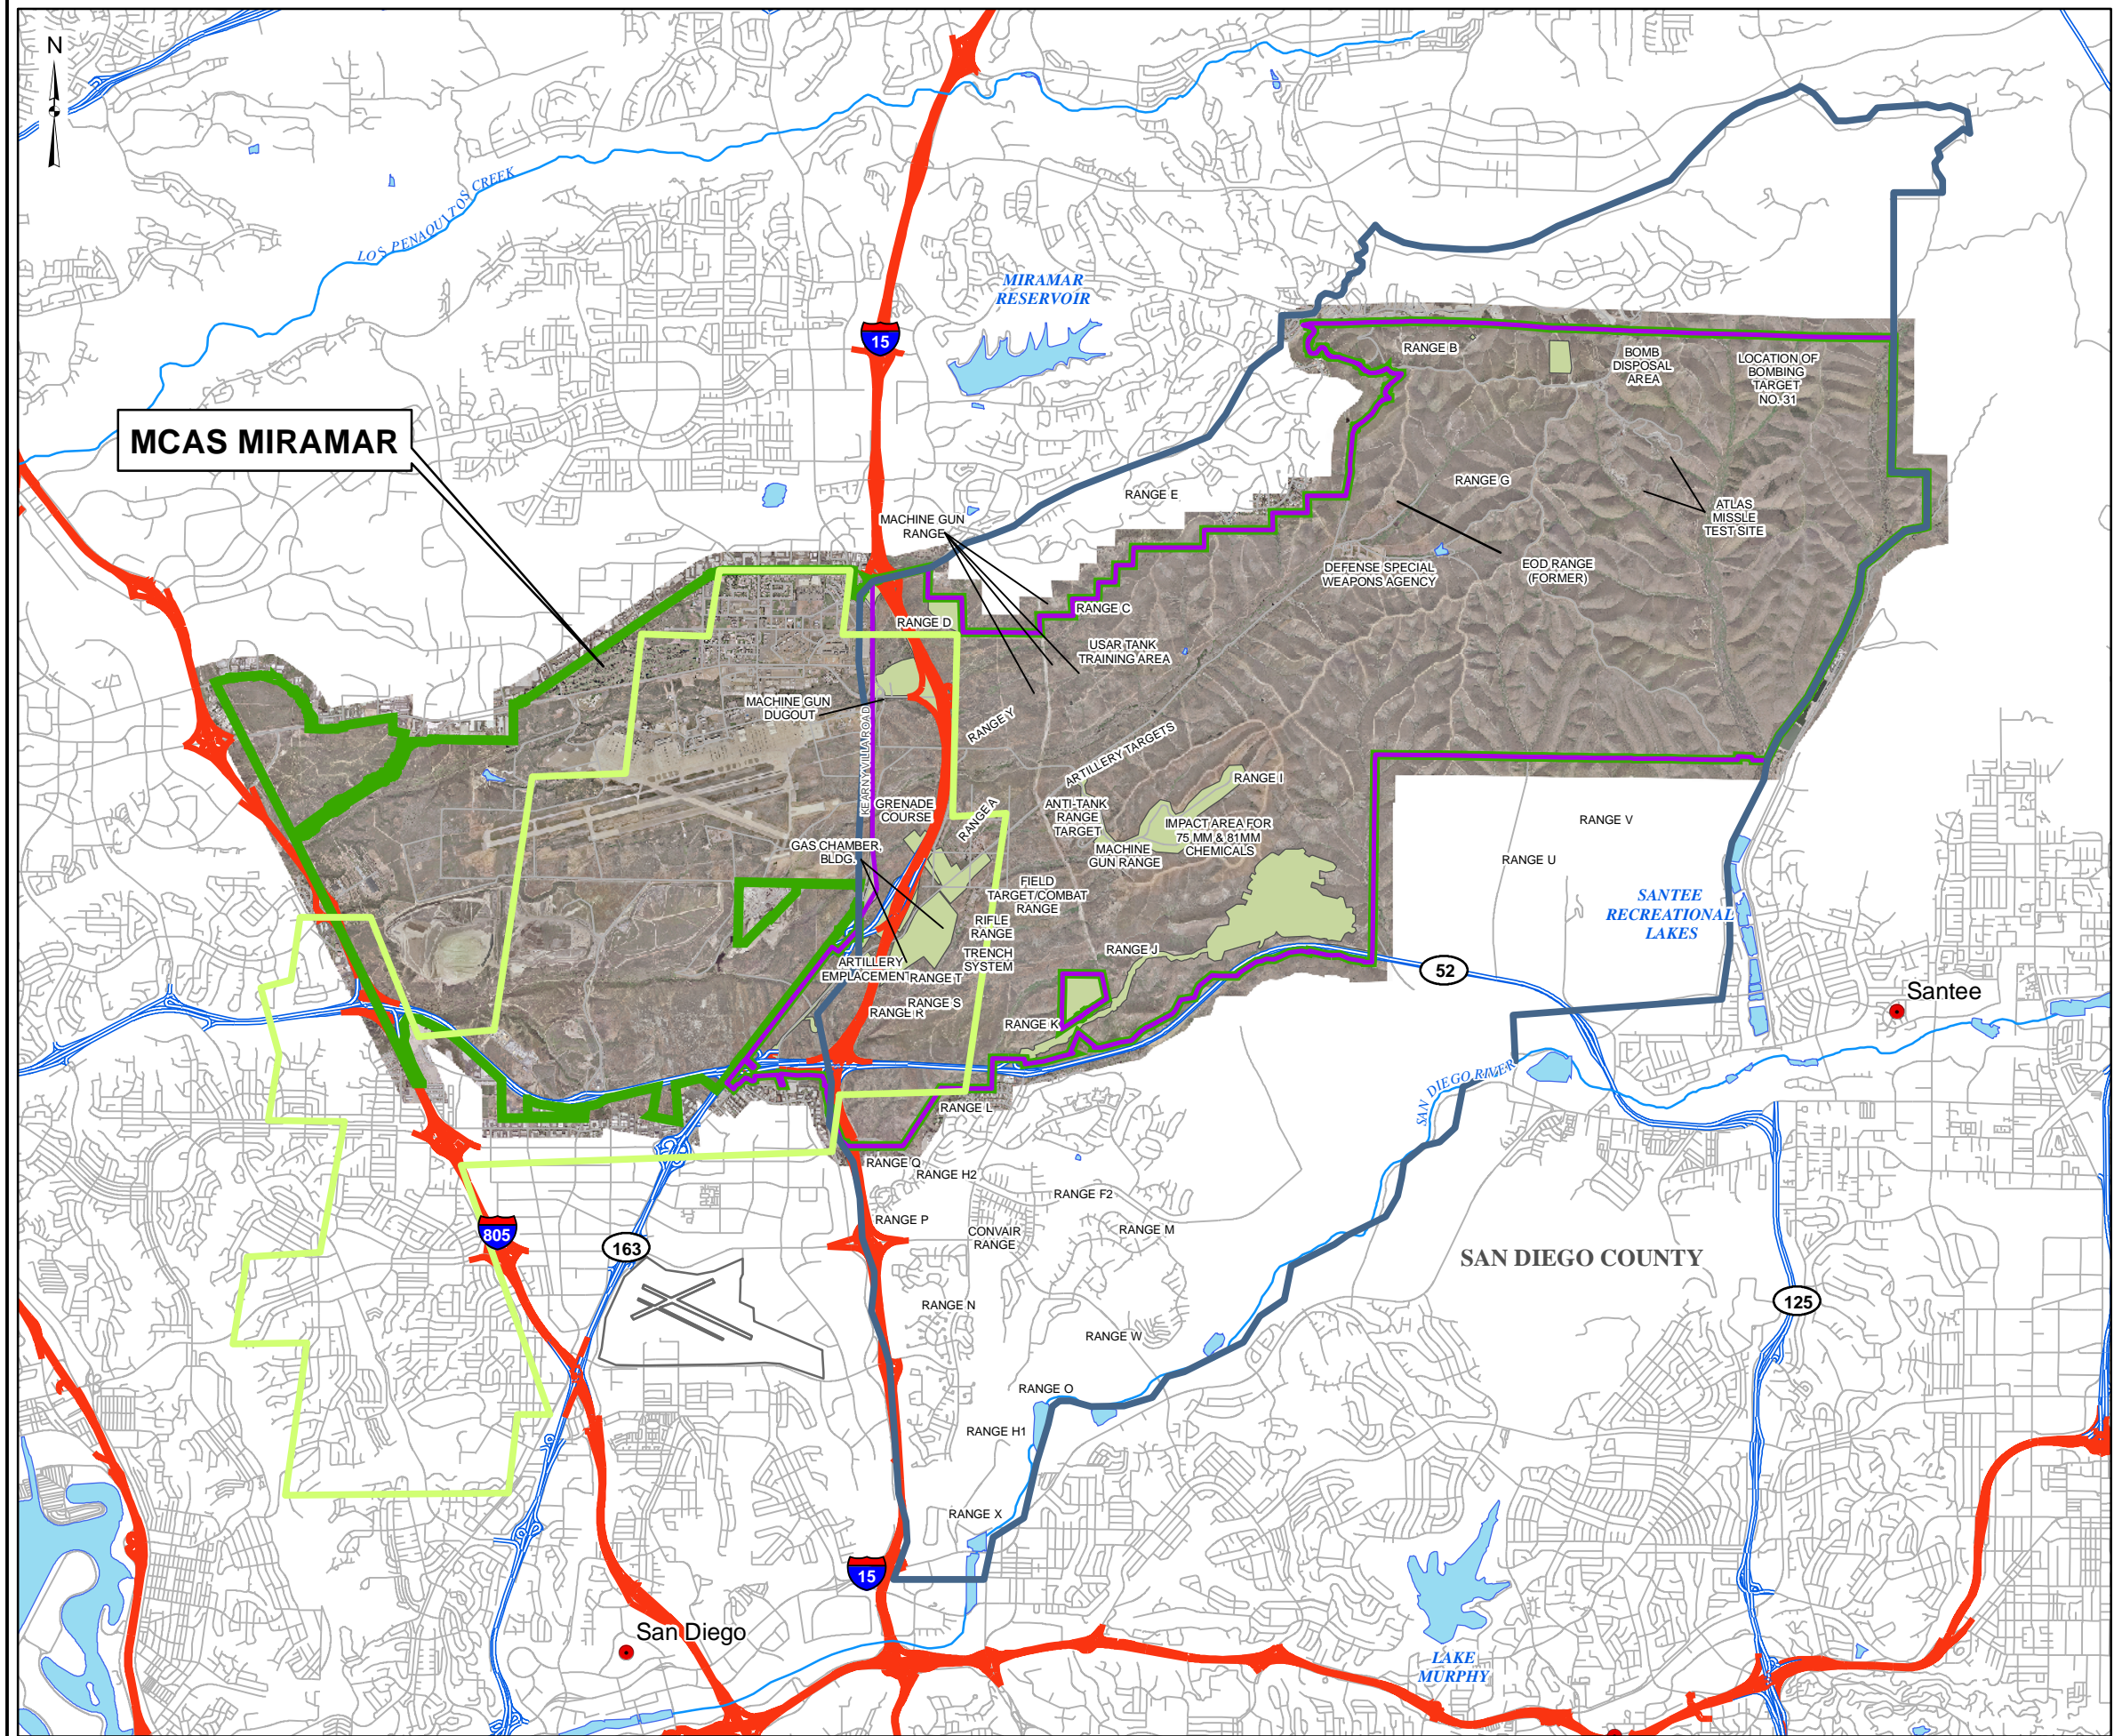 N
LOS PENAQUITOS CREEK
MIRAMAR
RESERVOIR
15
MCAS MIRAMAR
RANGE B
BOMB
DISPOSAL
AREA
LOCATION OF
BOMBING
TARGET
NO. 31
RANGE E
RANGE G
MACHINE GUN
RANGE
ATLAS
MISSLE
TEST SITE
DEFENSE SPECIAL
WEAPONS AGENCY
EOD RANGE
(FORMER)
RANGE C
RANGE D
USAR TANK
TRAINING AREA
MACHINE GUN
DUGOUT
KEARNY VILLA ROAD
RANGE Y
ARTILLERY TARGETS
RANGE I
GRENADE
COURSE
RANGE A
ANTI-TANK
RANGE
TARGET
IMPACT AREA FOR
75 MM & 81MM
CHEMICALS
MACHINE
GUN RANGE
GAS CHAMBER,
BLDG.
RANGE V
RANGE U
FIELD
TARGET/COMBAT
RANGE
RIFLE
RANGE
TRENCH
SYSTEM
RANGE J
SANTEE
RECREATIONAL
LAKES
ARTILLERY
EMPLACEMENT
RANGE T
52
Santee
RANGE S
RANGE R
RANGE K
SAN DIEGO RIVER
RANGE L
RANGE Q
RANGE H2
RANGE F2
RANGE P
CONVAIR
RANGE
RANGE M
805
163
SAN DIEGO COUNTY
125
RANGE N
RANGE W
RANGE O
RANGE H1
RANGE X
15
San Diego
LAKE
MURPHY